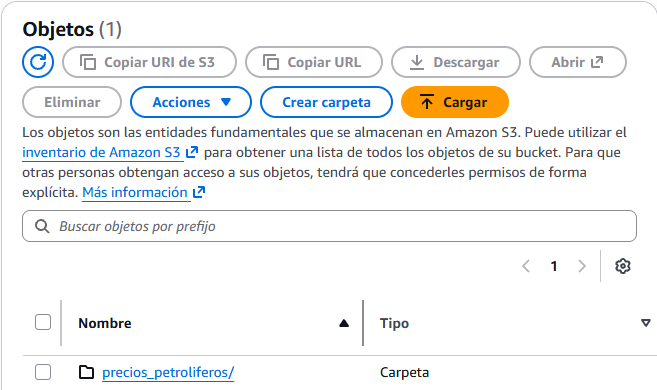 Objetos (1)
Copiar URI de S3 Copiar URL Descargar Abrir
Eliminar Acciones Crear carpeta Cargar
Los objetos son las entidades fundamentales que se almacenan en Amazon S3. Puede utilizar el
inventario de Amazon S3 para obtener una lista de todos los objetos de su bucket. Para que
otras personas obtengan acceso a sus objetos, tendrá que concederles permisos de forma
explícita. Más información
Buscar objetos por prefijo
1
Nombre Tipo
precios_petroliferos/ Carpeta